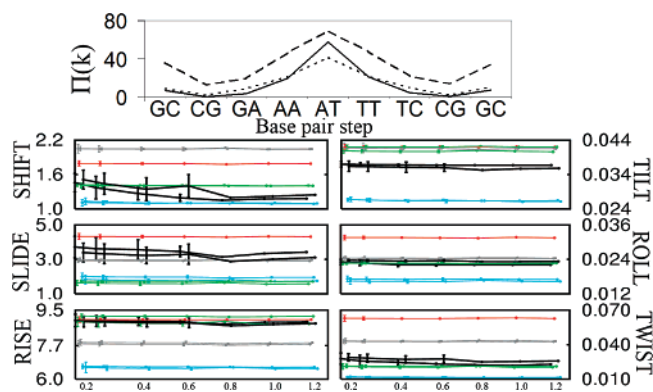 80
40
0
Π(k)
GC CG GA AA AT TT TC CG GC
Base pair step
SHIFT
2.2
1.6
1.0
0.044
0.034
0.024
TILT
SLIDE
5.0
3.0
1.0
0.036
0.024
0.012
ROLL
RISE
9.5
7.7
6.0
0.070
0.040
0.010
TWIST
0.2 0.4 0.6 0.8 1.0 1.2
0.2 0.4 0.6 0.8 1.0 1.2